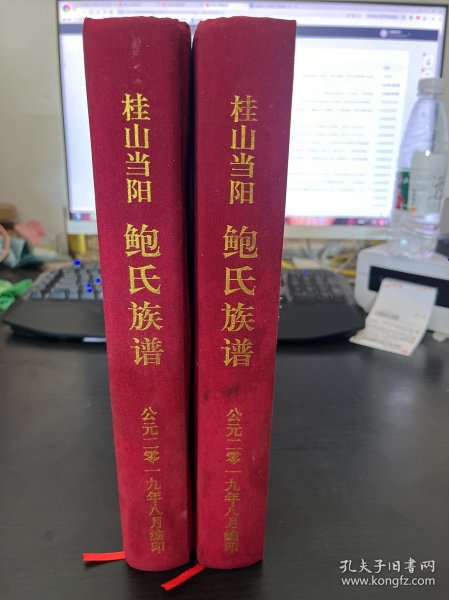 桂山当阳 鲍氏族谱 公元二零一九年八月编印
桂山当阳 鲍氏族谱 公元二零一九年八月编印
孔夫子旧书网
www.kongfz.com